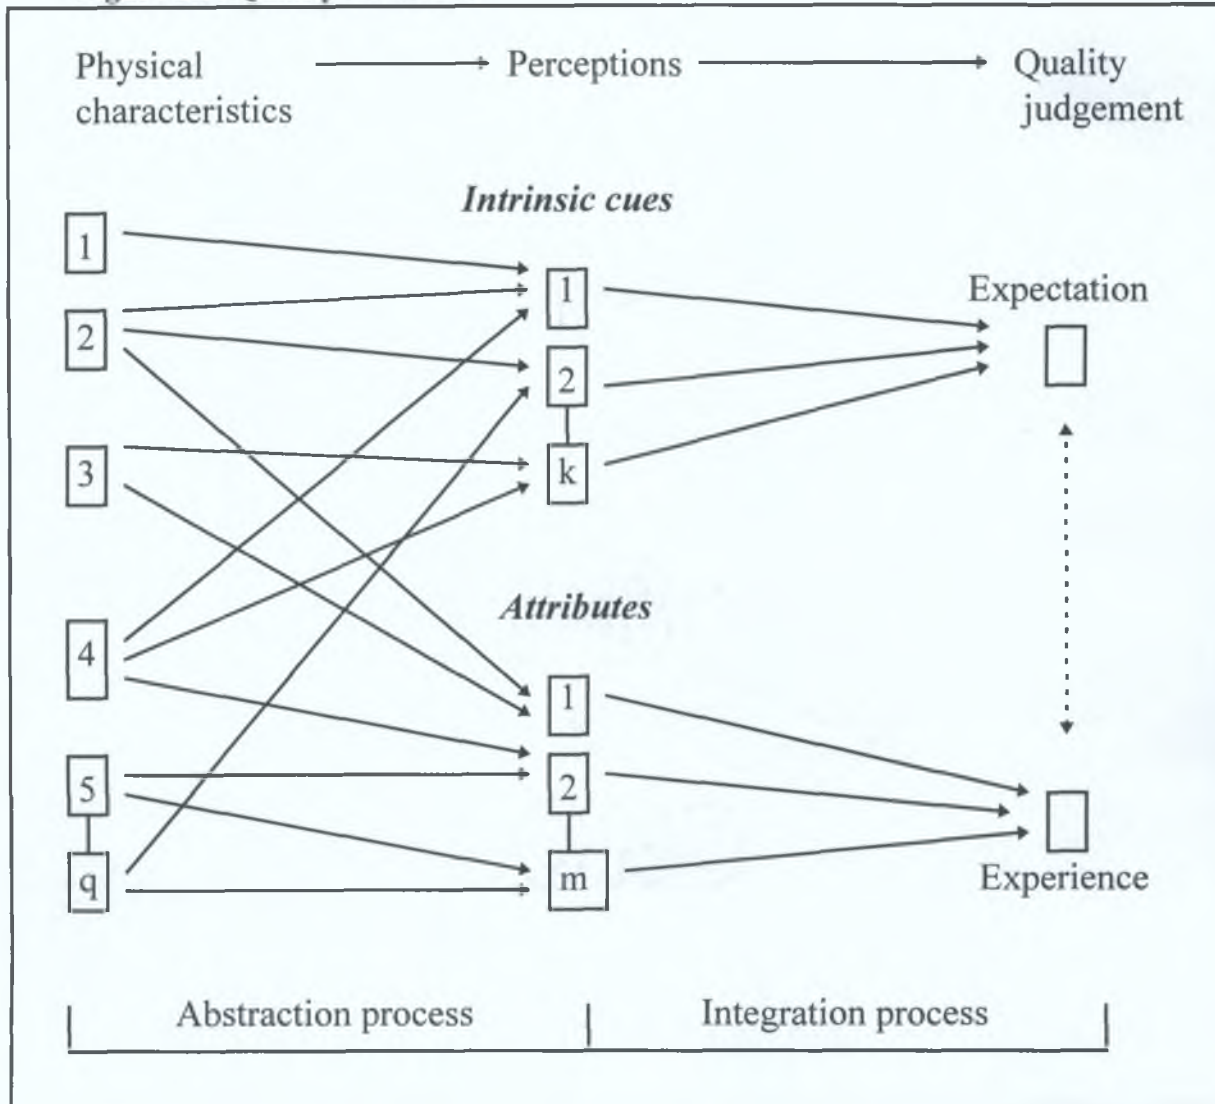 Physical characteristics
Perceptions
Quality judgement
Intrinsic cues
1
2
3
4
5
q
1
2
k
Expectation
Attributes
1
2
m
Experience
Abstraction process
Integration process